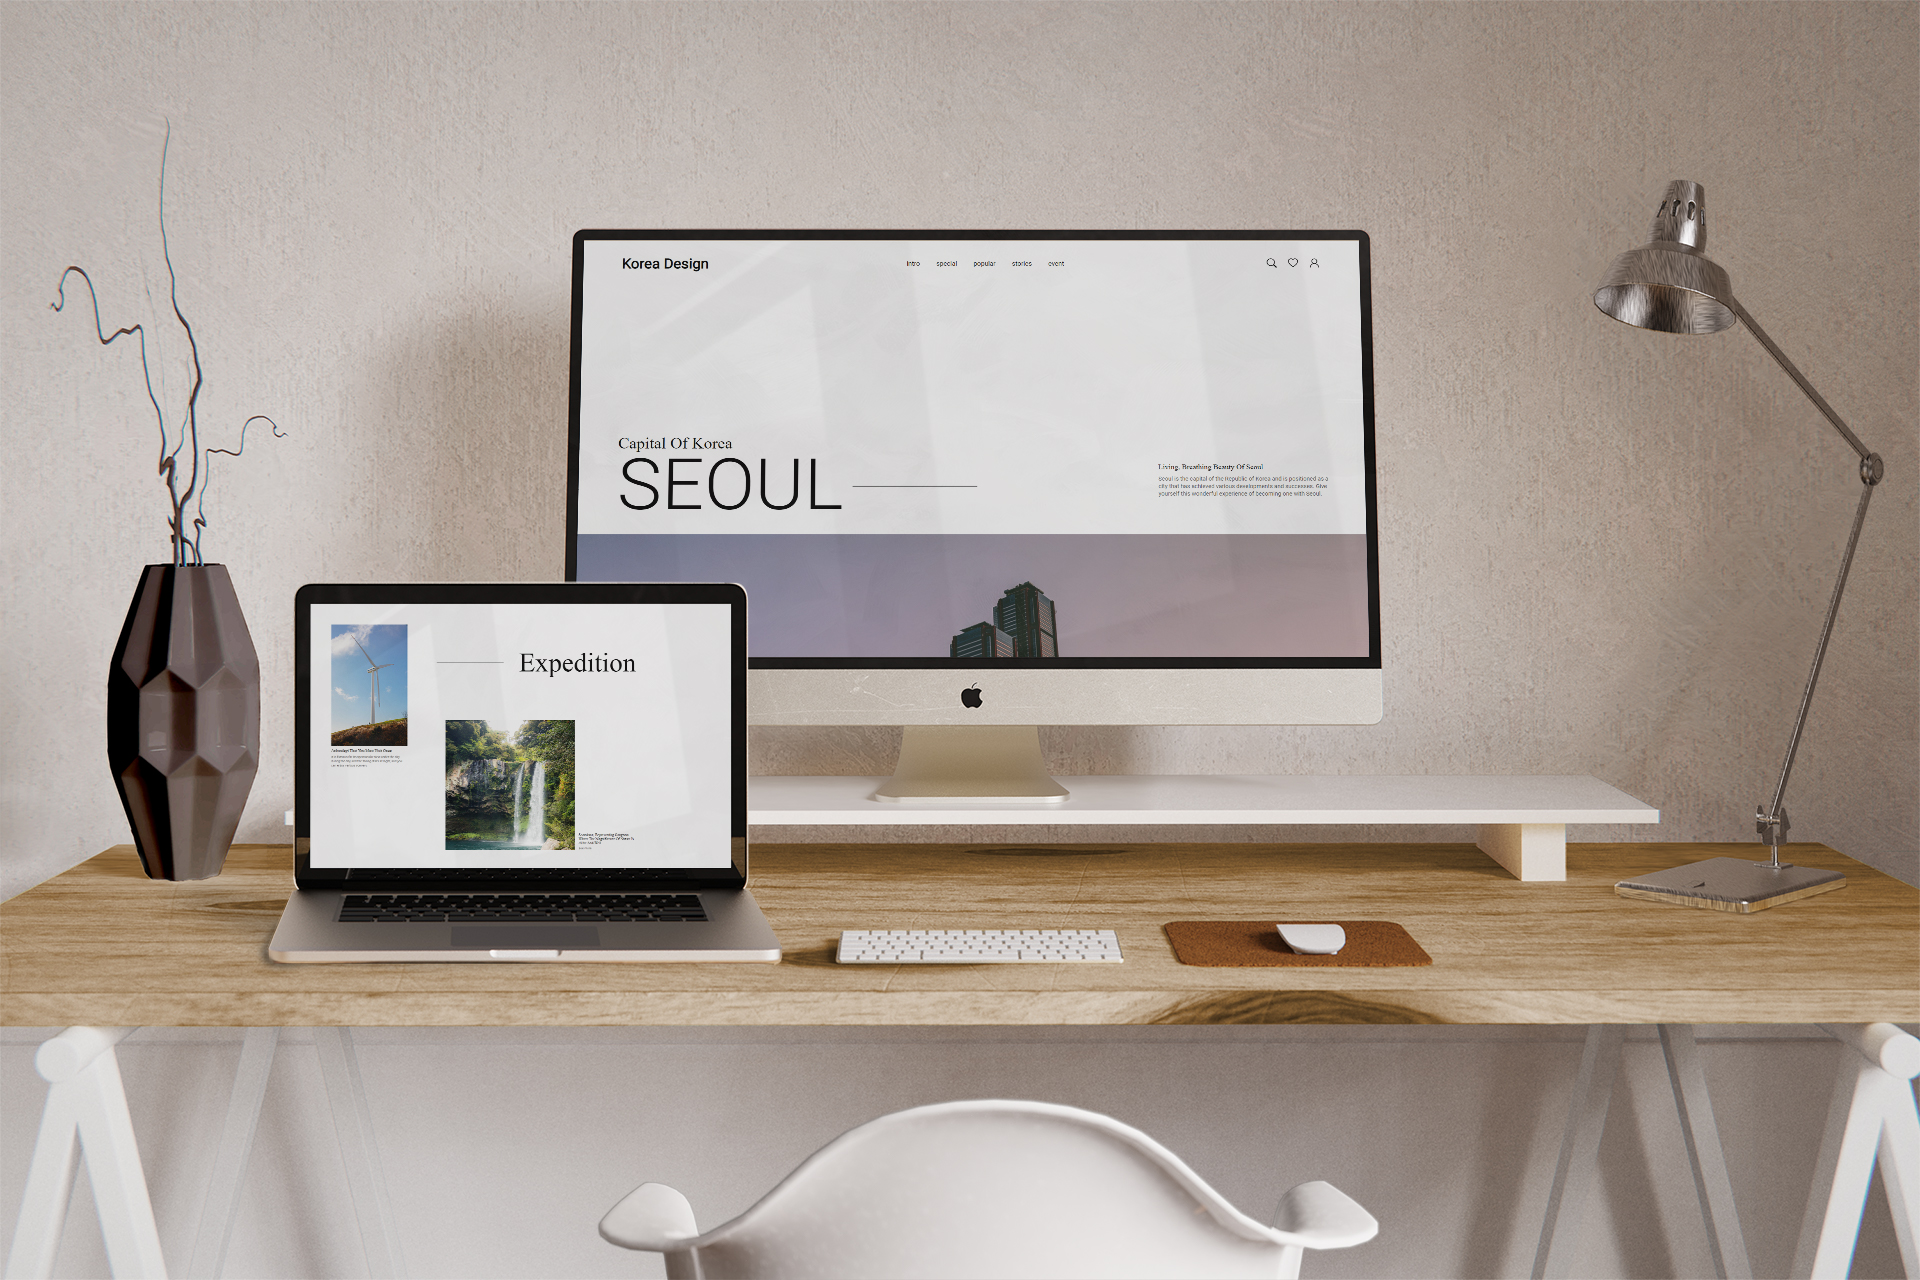 Korea Design
intro special popular stories event
Capital Of Korea
SEOUL
Living, Breathing Beauty Of Seoul
Seoul is the capital of the Republic of Korea and is positioned as a
city that has achieved various developments and successes. Give
yourself this wonderful experience of becoming one with Seoul.
Expedition